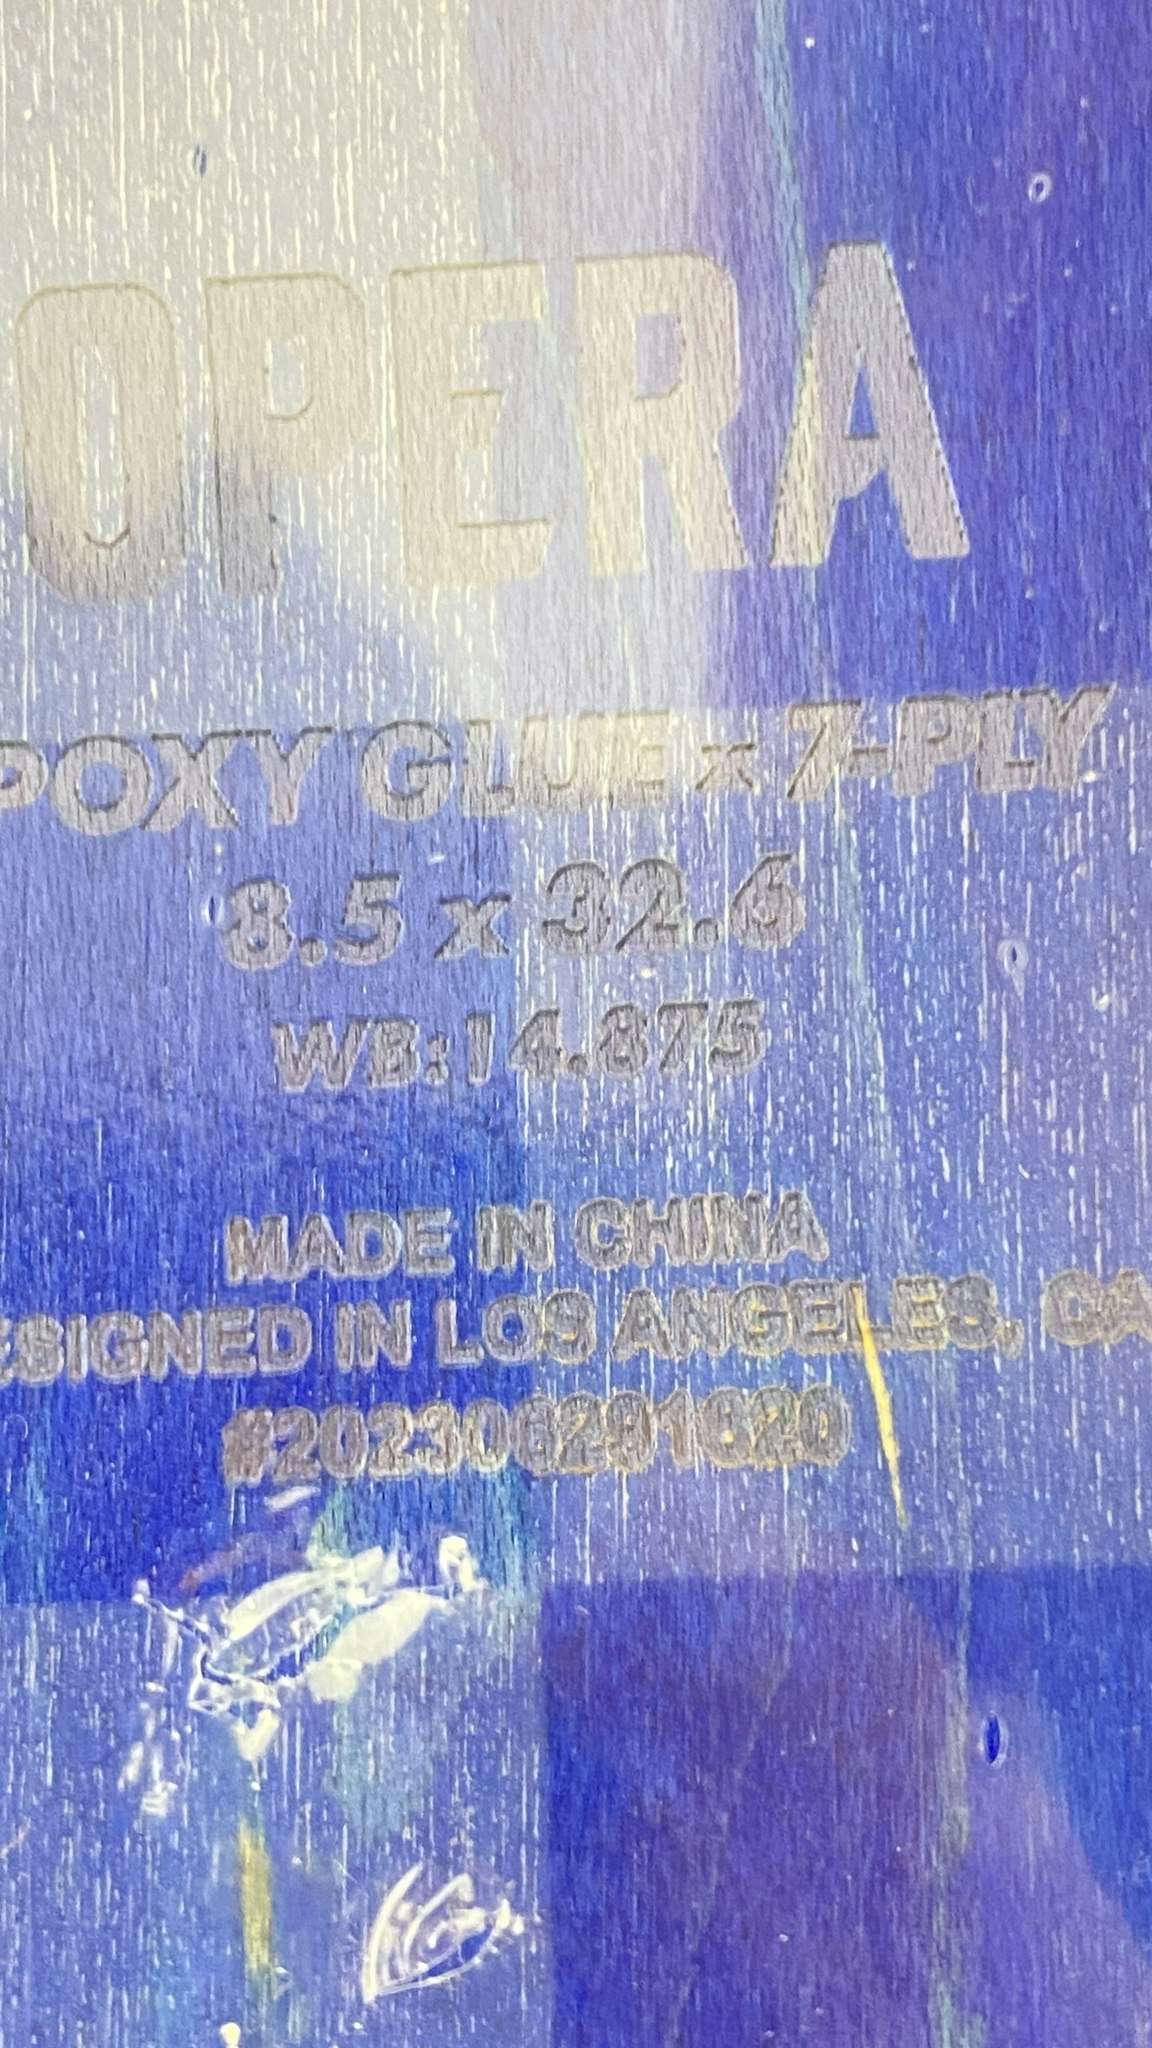 OPERA
POXY GLUE x 7-PLY
8.5 x 32.6
WB:14.875
MADE IN CHINA
ESIGNED IN LOS ANGELES, CA
#202306291620